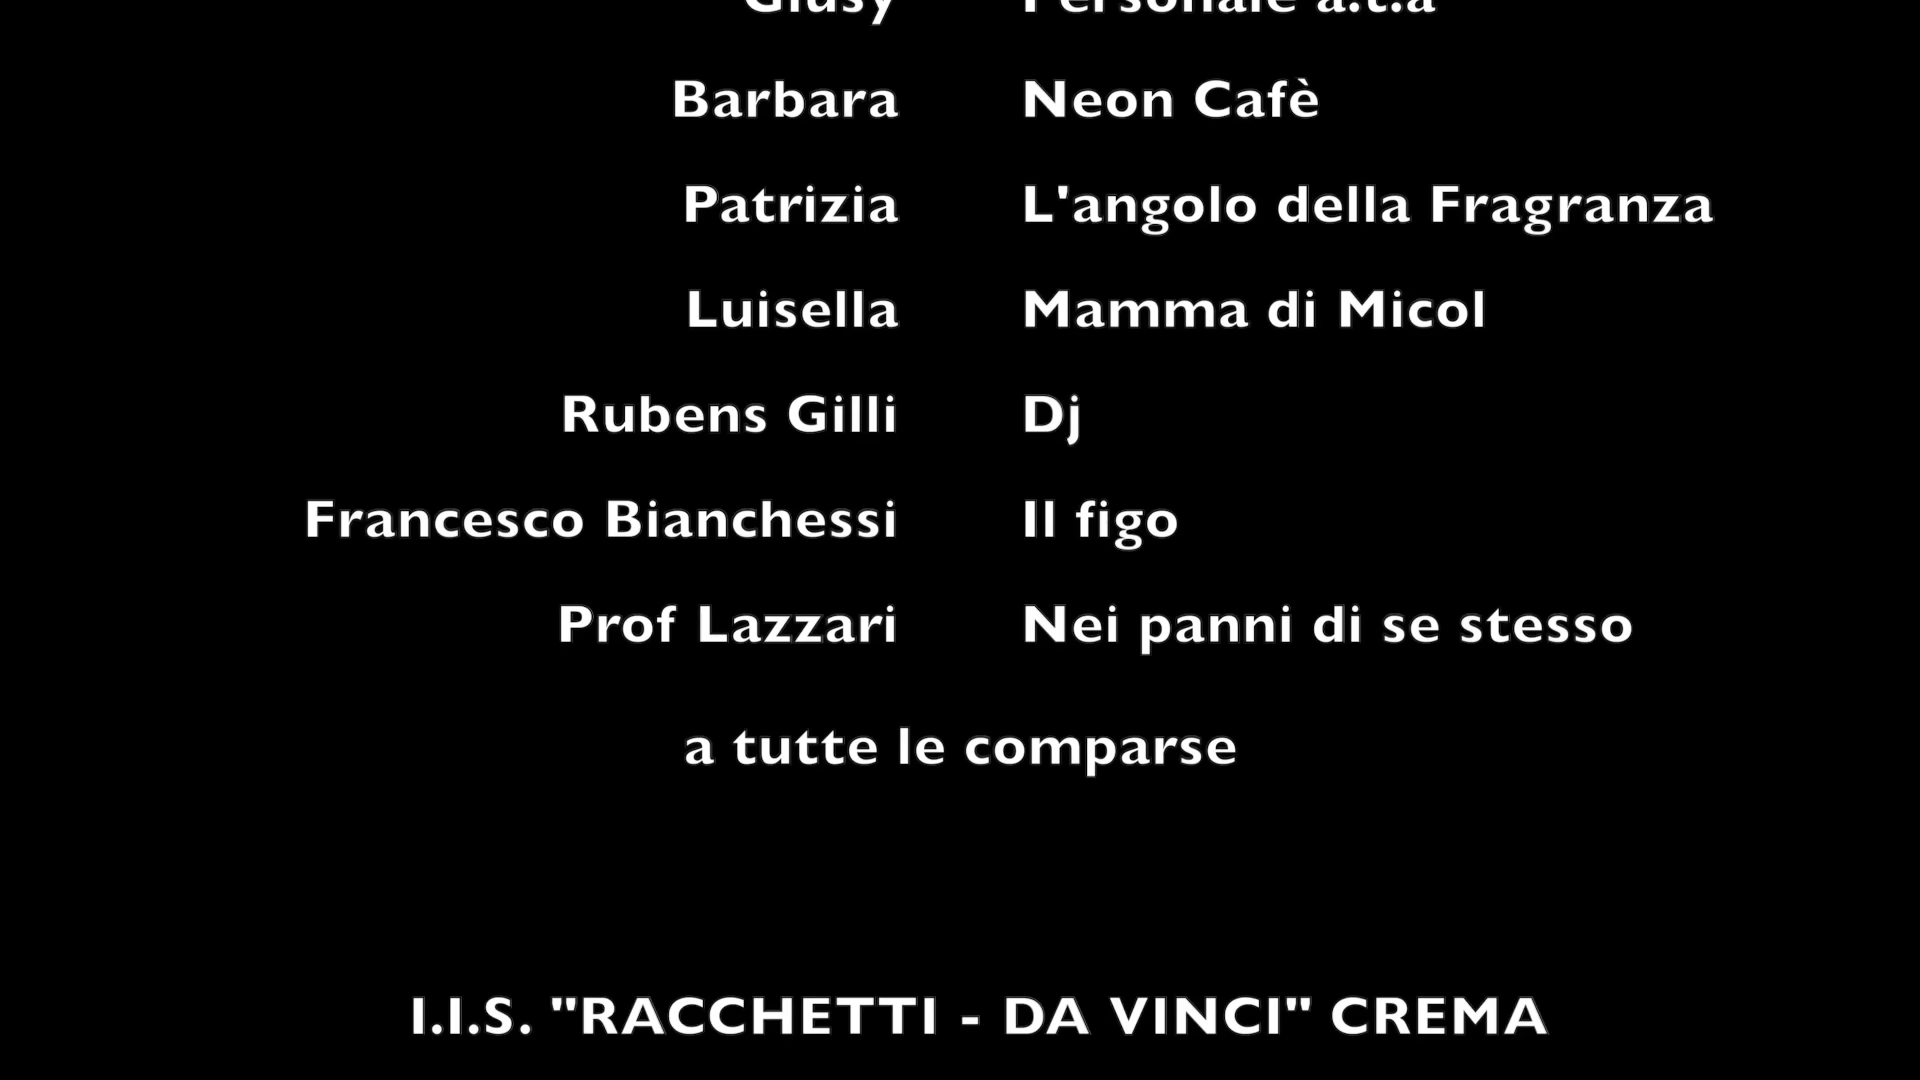 Giusy Personale a.t.a
Barbara Neon Cafè
Patrizia L'angolo della Fragranza
Luisella Mamma di Micol
Rubens Gilli Dj
Francesco Bianchessi Il figo
Prof Lazzari Nei panni di se stesso
a tutte le comparse
I.I.S. "RACCHETTI - DA VINCI" CREMA